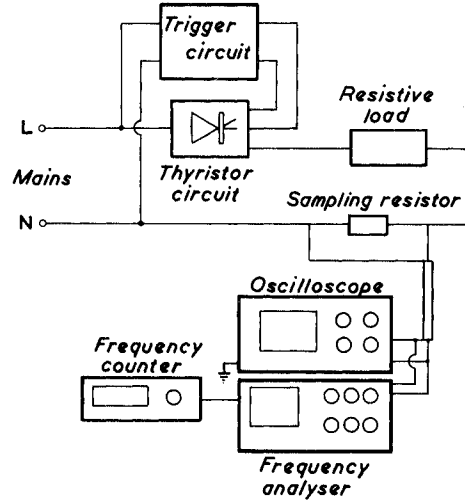 Trigger
circuit
Resistive
load
L
Thyristor
circuit
Mains
Sampling resistor
N
Oscilloscope
Frequency
counter
Frequency
analyser